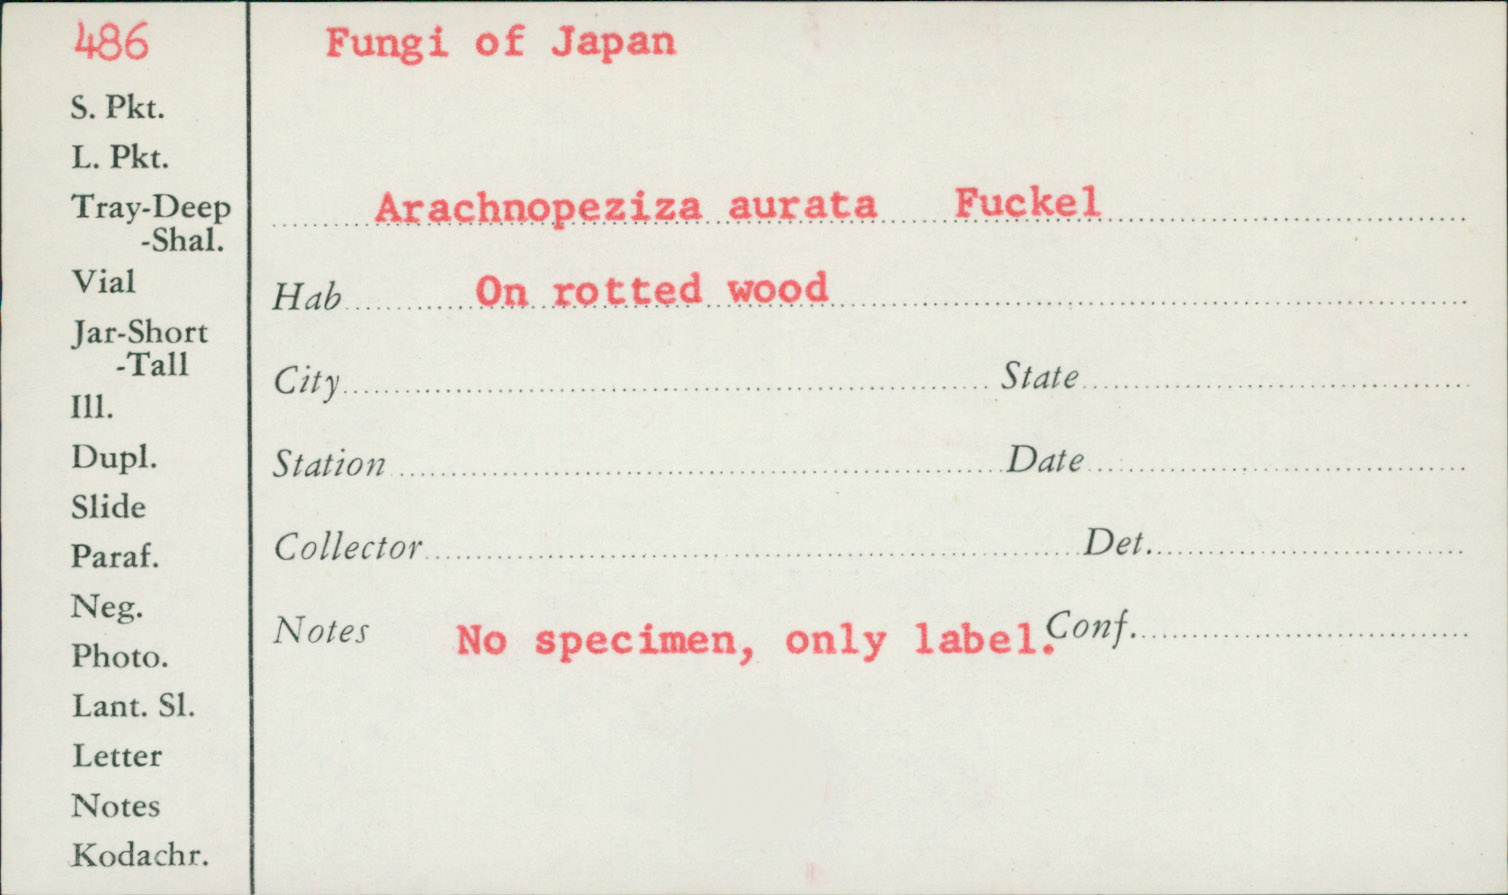 486
S. Pkt.
L. Pkt.
Tray-Deep
-Shal.
Vial
Jar-Short
-Tall
Ill.
Dupl.
Slide
Paraf.
Neg.
Photo.
Lant. Sl.
Letter
Notes
Kodachr.
Fungi of Japan
Arachnopeziza aurata Fuckel
Hab On rotted wood
City State
Station Date
Collector Det.
Notes No specimen, only label. Conf.